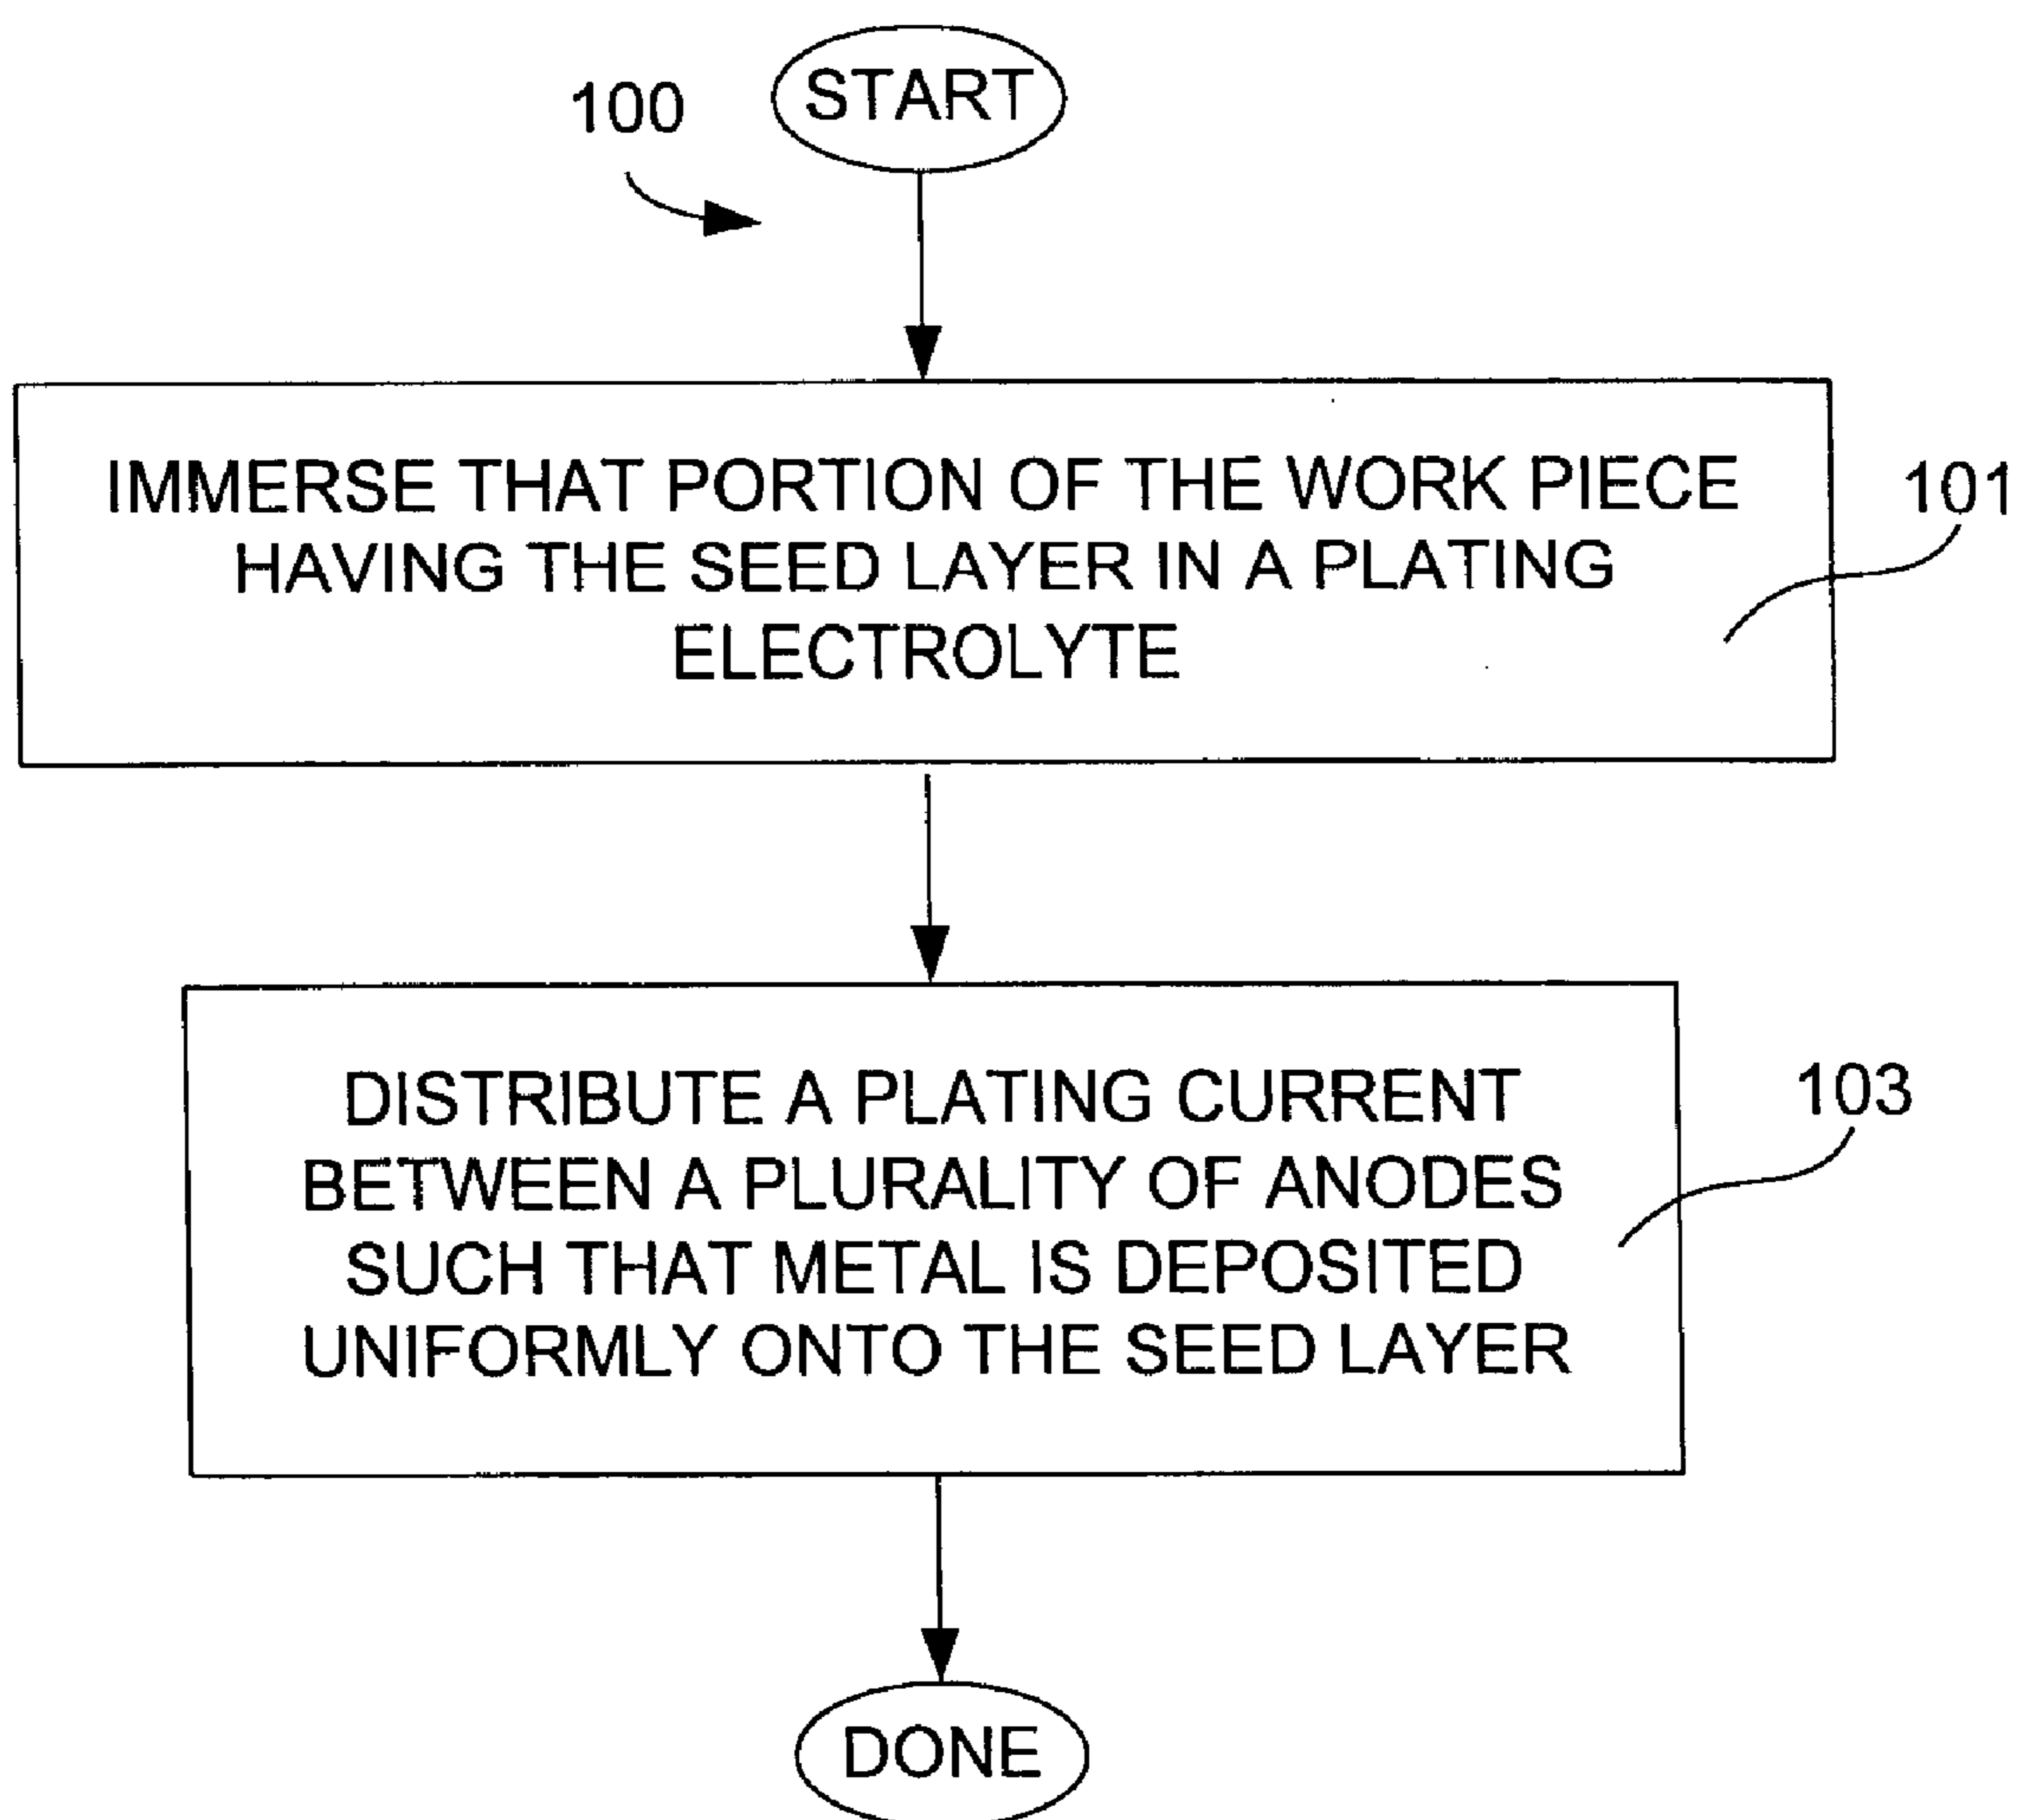 START
100
IMMERSE THAT PORTION OF THE WORK PIECE
HAVING THE SEED LAYER IN A PLATING
ELECTROLYTE
101
DISTRIBUTE A PLATING CURRENT
BETWEEN A PLURALITY OF ANODES
SUCH THAT METAL IS DEPOSITED
UNIFORMLY ONTO THE SEED LAYER
103
DONE